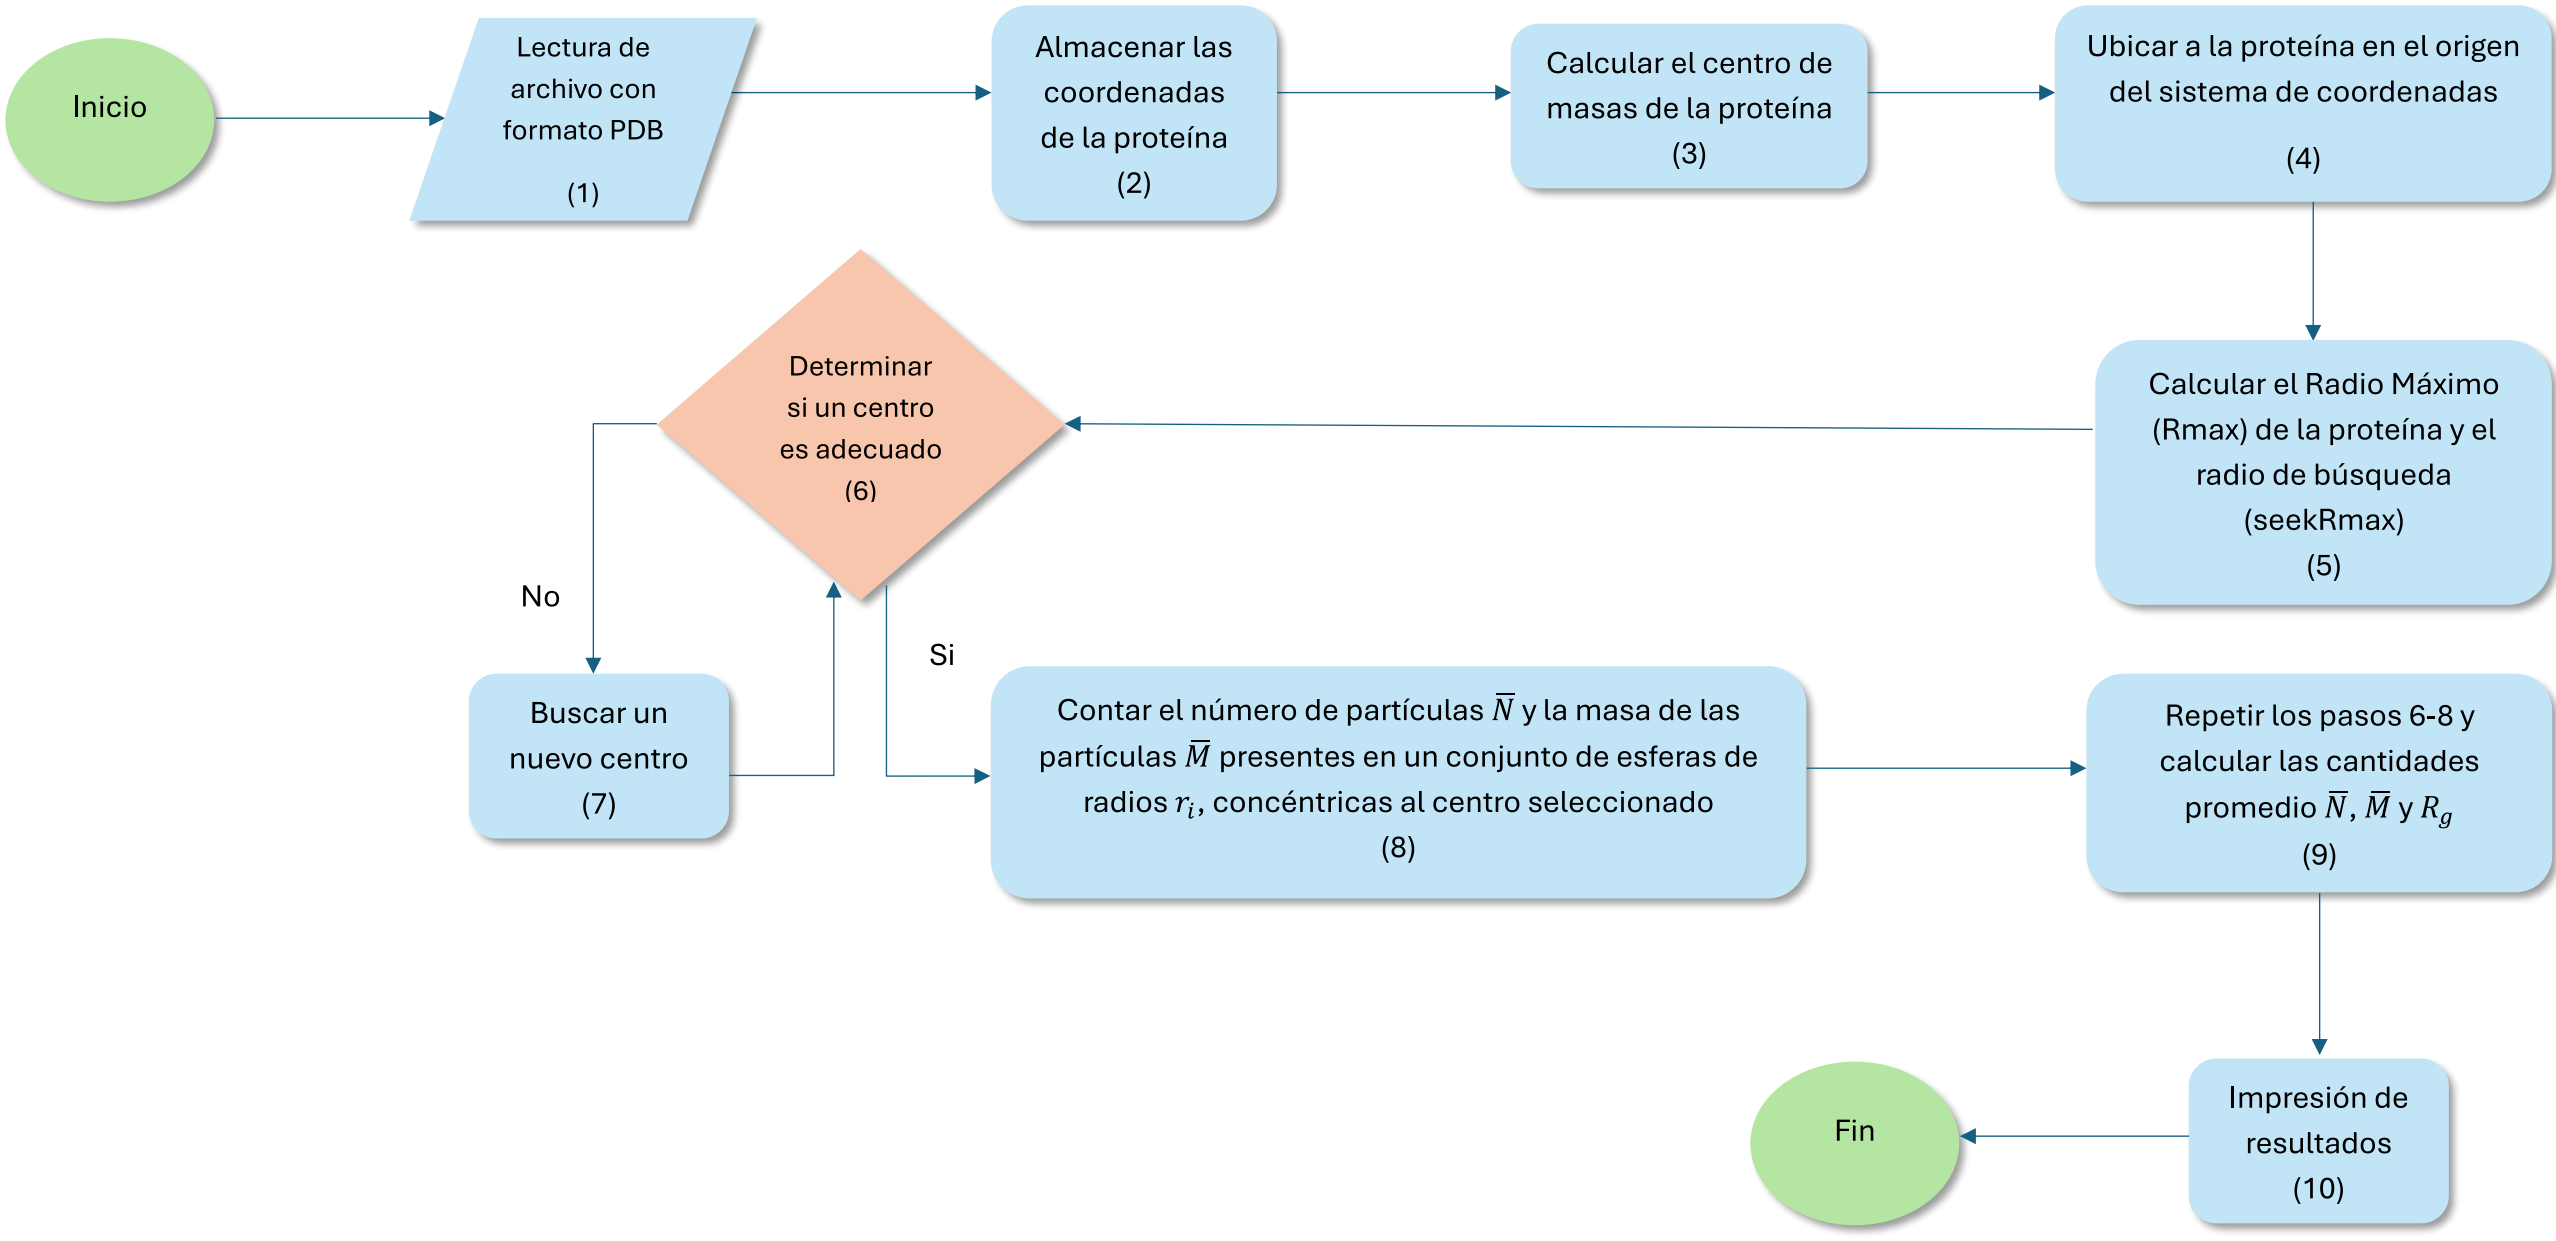 Inicio
Lectura de
archivo con
formato PDB
(1)
Almacenar las
coordenadas
de la proteína
(2)
Calcular el centro de
masas de la proteína
(3)
Ubicar a la proteína en el origen
del sistema de coordenadas
(4)
Calcular el Radio Máximo
(Rmax) de la proteína y el
radio de búsqueda
(seekRmax)
(5)
Determinar
si un centro
es adecuado
(6)
No
Si
Buscar un
nuevo centro
(7)
Contar el número de partículas N̅ y la masa de las
partículas M̅ presentes en un conjunto de esferas de
radios rᵢ, concéntricas al centro seleccionado
(8)
Repetir los pasos 6-8 y
calcular las cantidades
promedio N̅, M̅ y R_g
(9)
Impresión de
resultados
(10)
Fin